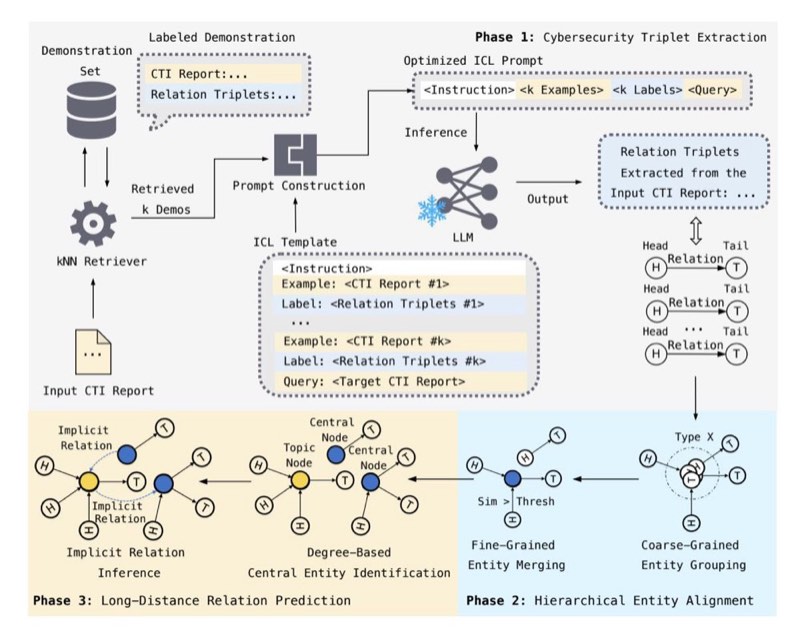 Phase 1: Cybersecurity Triplet Extraction
Labeled Demonstration
Demonstration
Set
CTI Report:...
Relation Triplets:...
Optimized ICL Prompt
<Instruction> <k Examples> <k Labels> <Query>
Inference
Retrieved
k Demos
Prompt Construction
LLM
Output
Relation Triplets
Extracted from the
Input CTI Report: ...
kNN Retriever
ICL Template
<Instruction>
Example: <CTI Report #1>
Label: <Relation Triplets #1>
...
Example: <CTI Report #k>
Label: <Relation Triplets #k>
Query: <Target CTI Report>
...
Input CTI Report
Head Tail
H Relation T
Head Tail
H Relation T
Head ... Tail
H Relation T
Type X
H T
H
T T
H
Coarse-Grained
Entity Grouping
T
H H
T
Sim > Thresh
H
Fine-Grained
Entity Merging
Phase 2: Hierarchical Entity Alignment
Central
Node T
Topic
Node
Central
Node
H T T
H T
H H
Degree-Based
Central Entity Identification
Implicit
Relation
T
H T T
H T
Implicit
Relation
H H
Implicit Relation
Inference
Phase 3: Long-Distance Relation Prediction